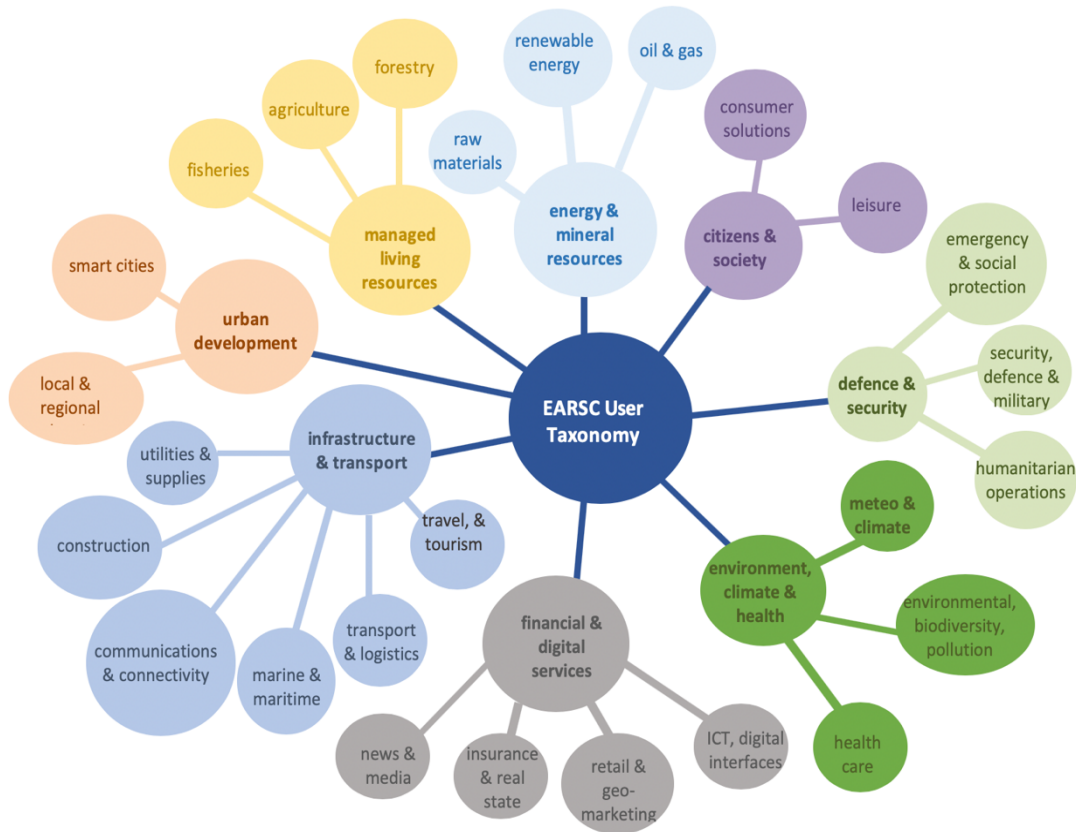 renewable
energy
oil & gas
forestry
agriculture
consumer
solutions
raw
materials
fisheries
leisure
energy &
mineral
resources
managed
living
resources
citizens &
society
emergency
& social
protection
smart cities
urban
development
local &
regional
security,
defence &
military
defence &
security
EARSC User
Taxonomy
infrastructure
& transport
utilities &
supplies
humanitarian
operations
meteo &
climate
travel, &
tourism
construction
environment,
climate &
health
environmental,
biodiversity,
pollution
financial &
digital
services
transport
& logistics
communications
& connectivity
marine &
maritime
health
care
ICT, digital
interfaces
news &
media
insurance
& real
state
retail &
geo-
marketing